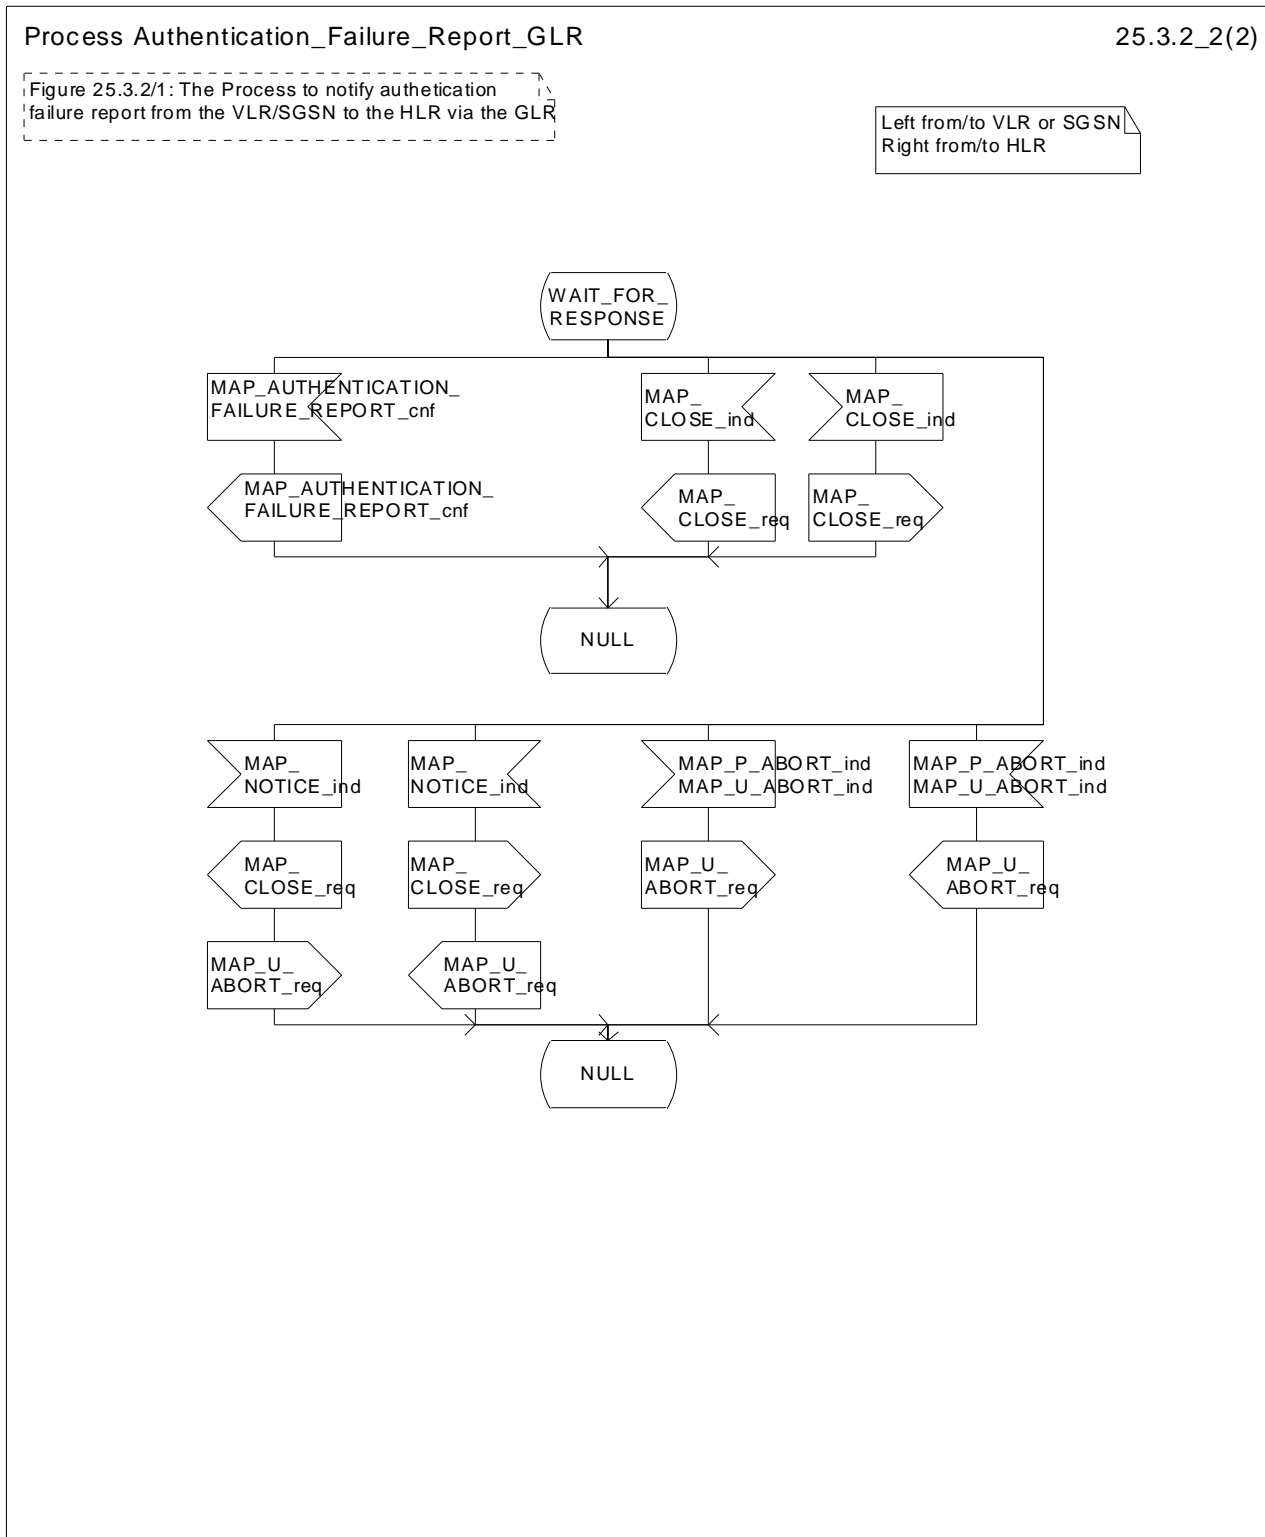 Process Authentication_Failure_Report_GLR
25.3.2_2(2)
Figure 25.3.2/1: The Process to notify authetication
failure report from the VLR/SGSN to the HLR via the GLR
Left from/to VLR or SGSN
Right from/to HLR
WAIT_FOR_
RESPONSE
MAP_AUTHENTICATION_
FAILURE_REPORT_cnf
MAP_
CLOSE_ind
MAP_
CLOSE_ind
MAP_AUTHENTICATION_
FAILURE_REPORT_cnf
MAP_
CLOSE_req
MAP_
CLOSE_req
NULL
MAP_
NOTICE_ind
MAP_
NOTICE_ind
MAP_P_ABORT_ind
MAP_U_ABORT_ind
MAP_P_ABORT_ind
MAP_U_ABORT_ind
MAP_
CLOSE_req
MAP_
CLOSE_req
MAP_U_
ABORT_req
MAP_U_
ABORT_req
MAP_U_
ABORT_req
MAP_U_
ABORT_req
NULL